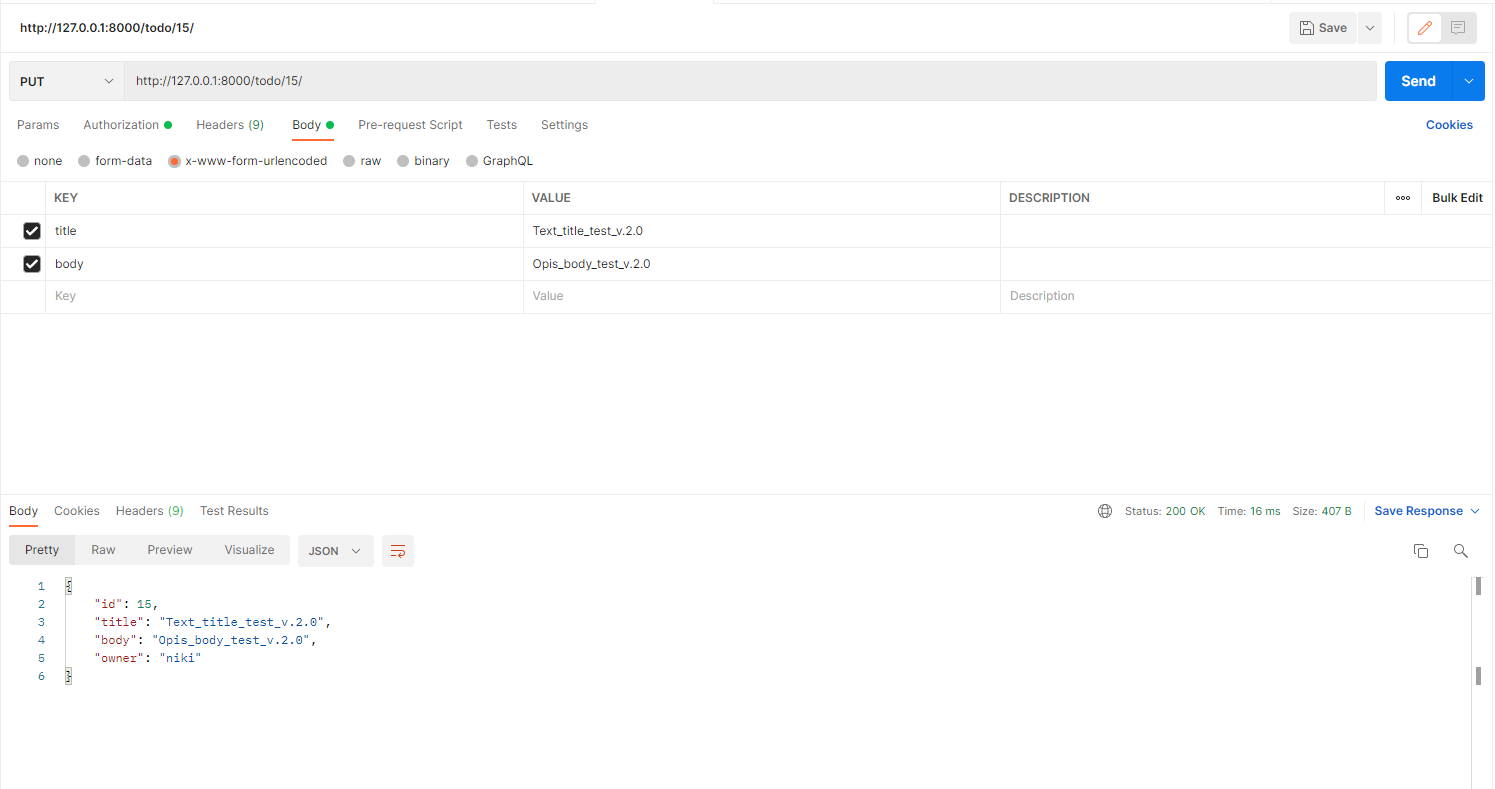 http://127.0.0.1:8000/todo/15/
Save
PUT http://127.0.0.1:8000/todo/15/ Send
Params Authorization Headers (9) Body Pre-request Script Tests Settings Cookies
none form-data x-www-form-urlencoded raw binary GraphQL
KEY VALUE DESCRIPTION ooo Bulk Edit
title Text_title_test_v.2.0
body Opis_body_test_v.2.0
Key Value Description
Body Cookies Headers (9) Test Results Status: 200 OK Time: 16 ms Size: 407 B Save Response
Pretty Raw Preview Visualize JSON
1 {
2 "id": 15,
3 "title": "Text_title_test_v.2.0",
4 "body": "Opis_body_test_v.2.0",
5 "owner": "niki"
6 }